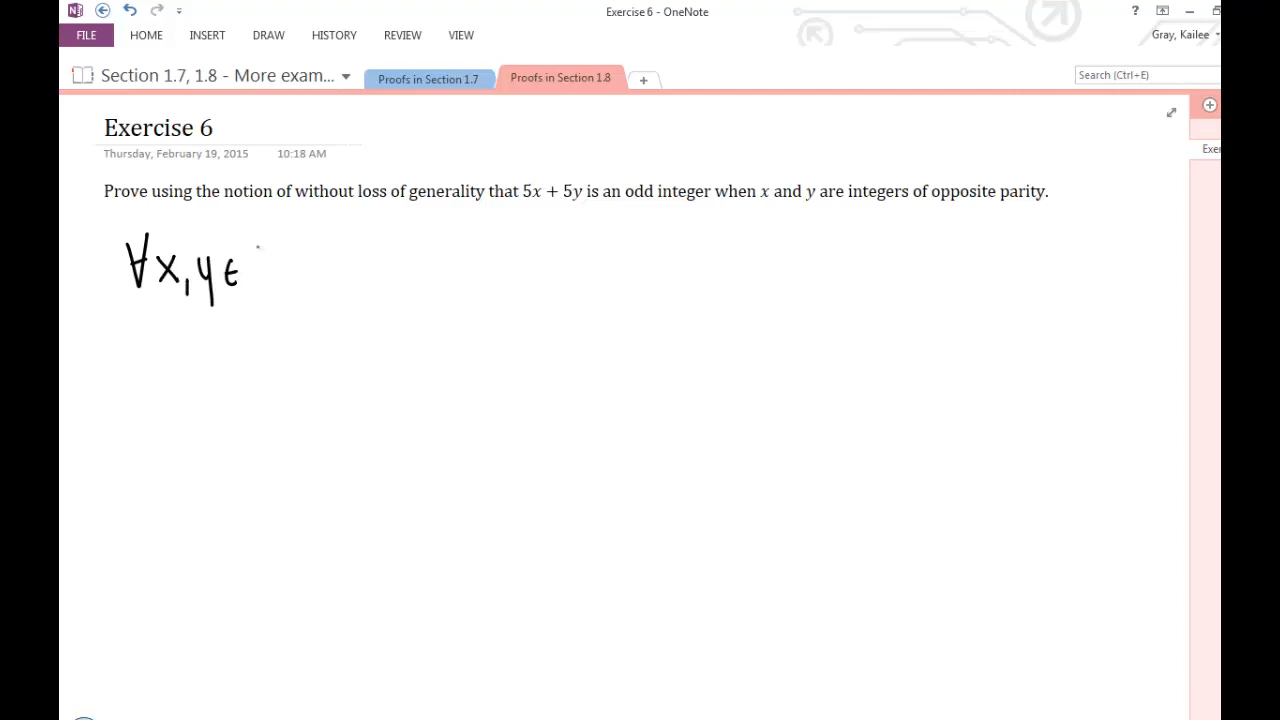 Exercise 6 - OneNote
?
FILE HOME INSERT DRAW HISTORY REVIEW VIEW
Gray, Kailee
Section 1.7, 1.8 - More exam...
Proofs in Section 1.7
Proofs in Section 1.8
+
Search (Ctrl+E)
Exercise 6
Thursday, February 19, 2015 10:18 AM
Exer
Prove using the notion of without loss of generality that 5x + 5y is an odd integer when x and y are integers of opposite parity.
∀x, y ∈